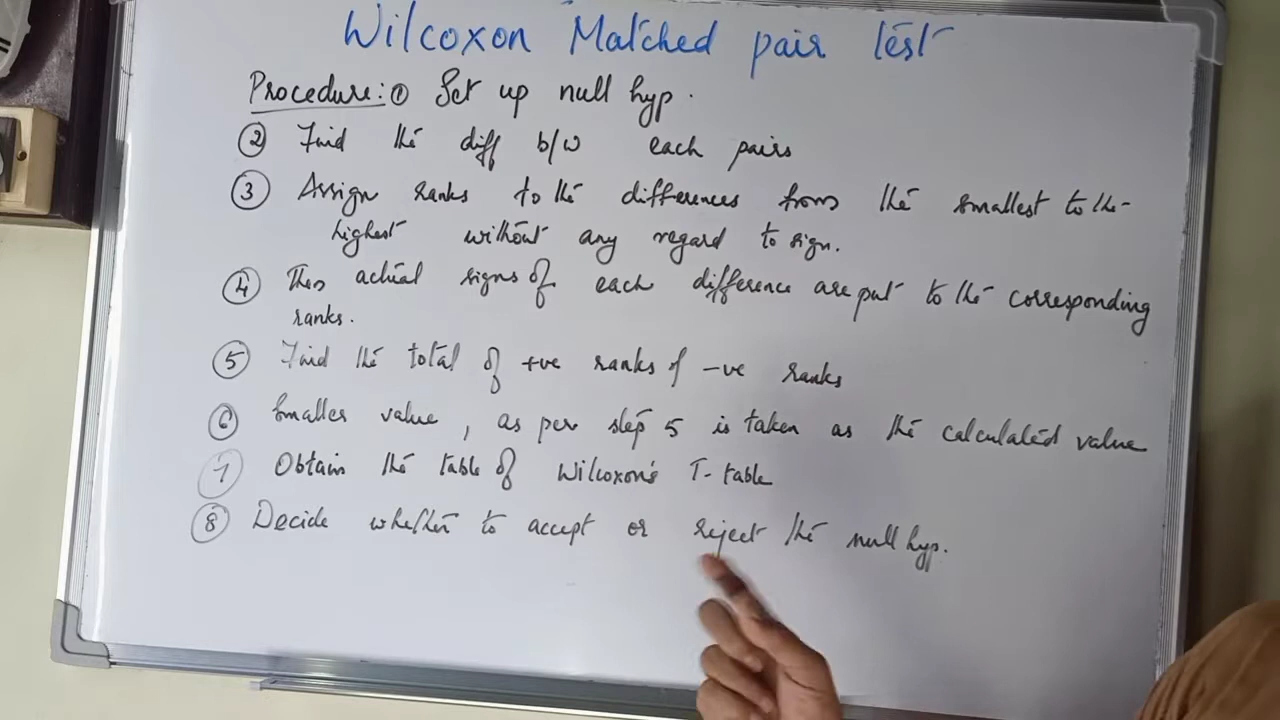 Wilcoxon Matched pair test
Procedure: ① Set up null hyp.
② Find the diff b/w each pairs
③ Assign ranks to the differences from the smallest to the
highest without any regard to sign.
④ Then actual signs of each difference are put to the corresponding
ranks.
⑤ Find the total of +ve ranks of -ve ranks
⑥ Smaller value, as per step 5 is taken as the calculated value
⑦ Obtain the table of Wilcoxon's T-table
⑧ Decide whether to accept or reject the null hyp.